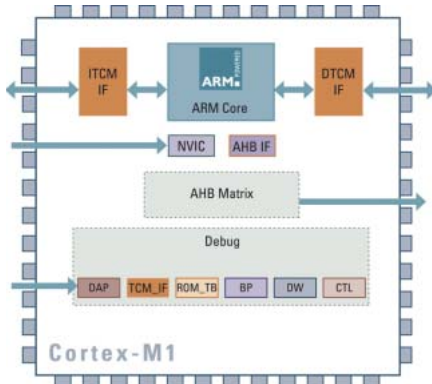 ITCM
IF
ARM
POWERED
ARM Core
DTCM
IF
NVIC
AHB IF
AHB Matrix
Debug
DAP
TCM_IF
ROM_TB
BP
DW
CTL
Cortex-M1